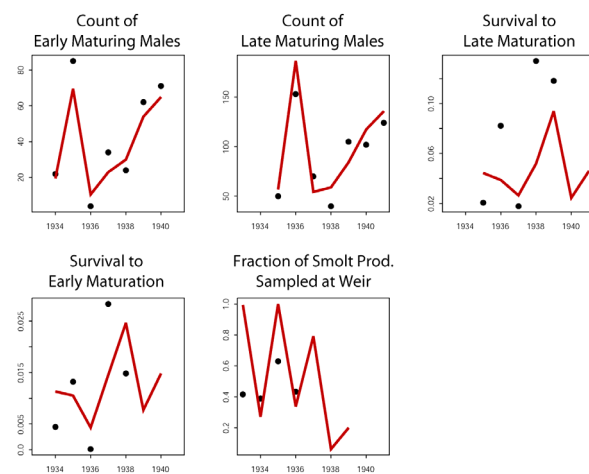 Count of
Early Maturing Males
80
60
40
20
1934 1936 1938 1940
Count of
Late Maturing Males
150
100
50
1934 1936 1938 1940
Survival to
Late Maturation
0.10
0.06
0.02
1934 1936 1938 1940
Survival to
Early Maturation
0.025
0.015
0.005
0.0
1934 1936 1938 1940
Fraction of Smolt Prod.
Sampled at Weir
1.0
0.8
0.6
0.4
0.2
1934 1936 1938 1940